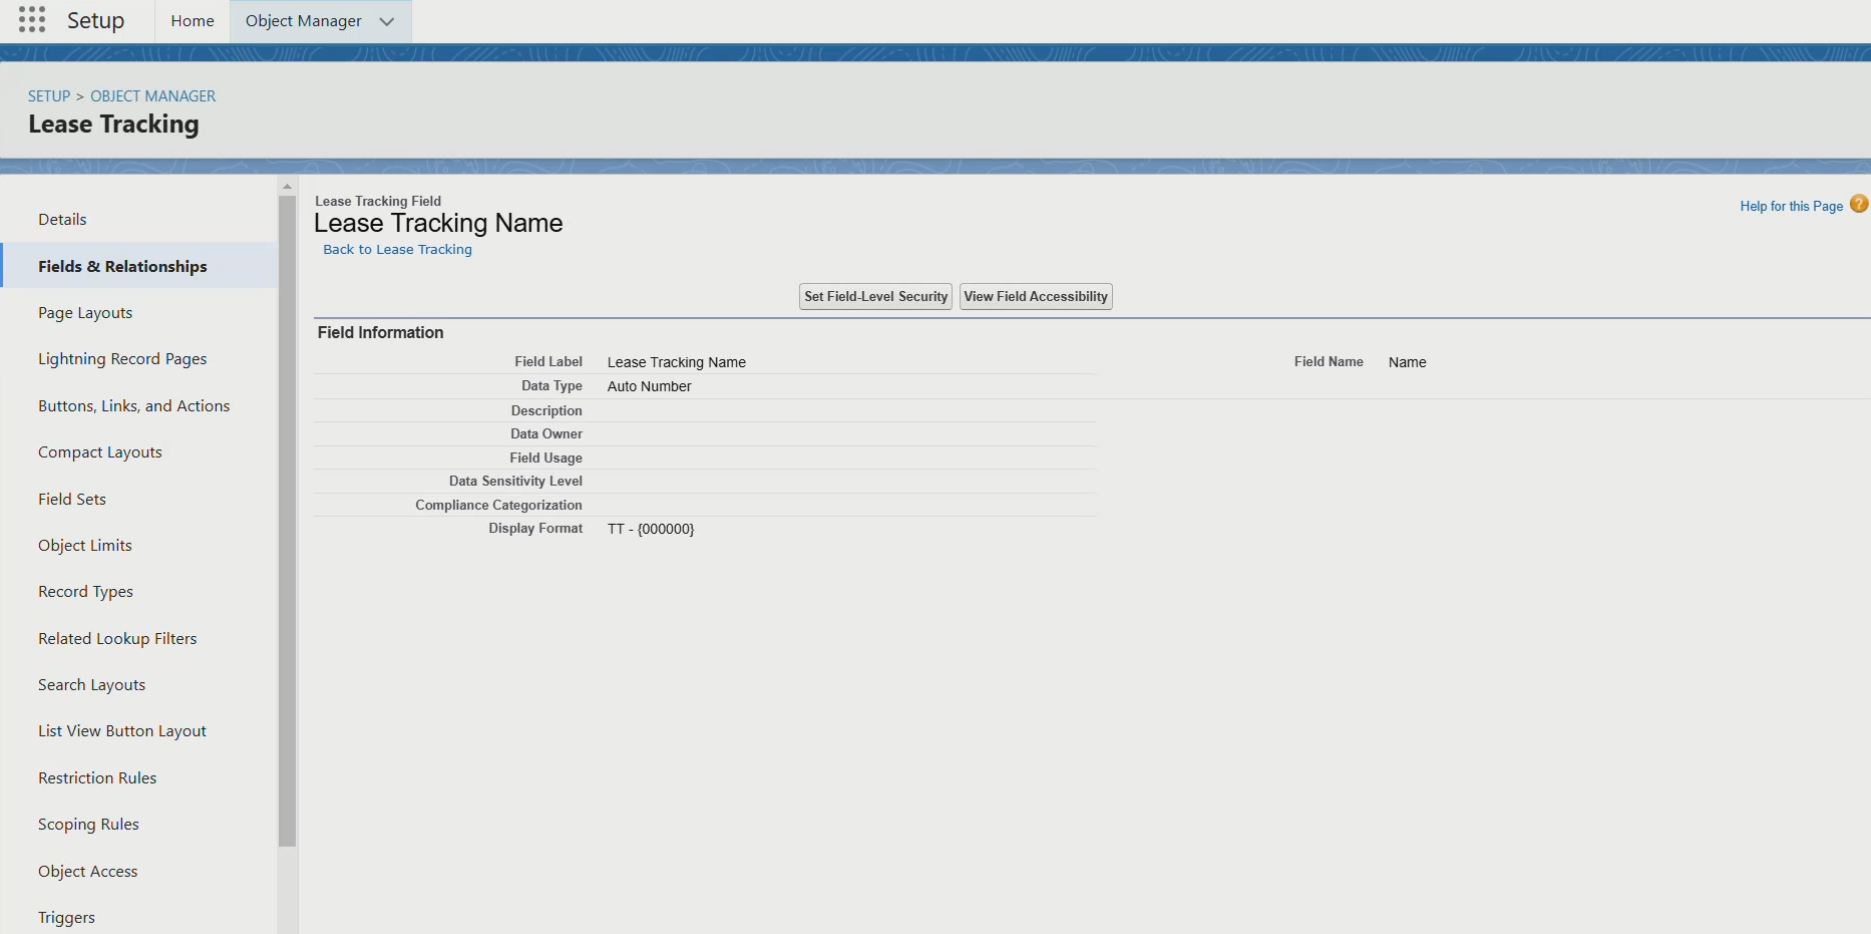 Setup
Home
Object Manager
SETUP > OBJECT MANAGER
Lease Tracking
Details
Fields & Relationships
Page Layouts
Lightning Record Pages
Buttons, Links, and Actions
Compact Layouts
Field Sets
Object Limits
Record Types
Related Lookup Filters
Search Layouts
List View Button Layout
Restriction Rules
Scoping Rules
Object Access
Triggers
Lease Tracking Field
Lease Tracking Name
Back to Lease Tracking
Help for this Page ?
Set Field-Level Security View Field Accessibility
Field Information
Field Label Lease Tracking Name Field Name Name
Data Type Auto Number
Description
Data Owner
Field Usage
Data Sensitivity Level
Compliance Categorization
Display Format TT - {000000}